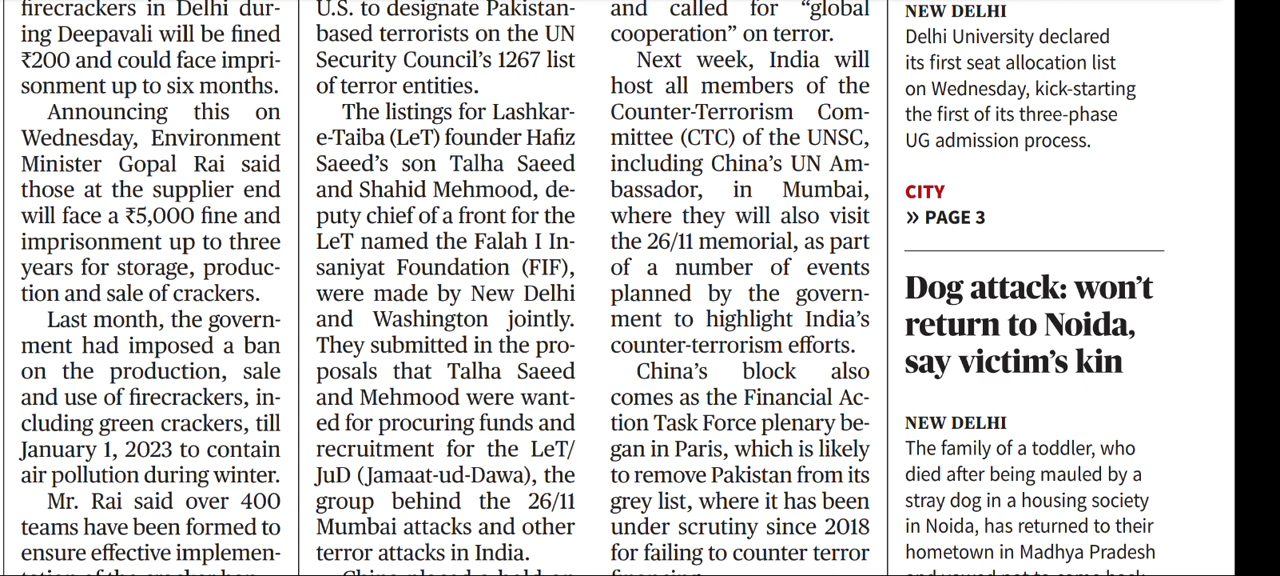 firecrackers in Delhi dur-
ing Deepavali will be fined
₹200 and could face impri-
sonment up to six months.
Announcing this on
Wednesday, Environment
Minister Gopal Rai said
those at the supplier end
will face a ₹5,000 fine and
imprisonment up to three
years for storage, produc-
tion and sale of crackers.
Last month, the govern-
ment had imposed a ban
on the production, sale
and use of firecrackers, in-
cluding green crackers, till
January 1, 2023 to contain
air pollution during winter.
Mr. Rai said over 400
teams have been formed to
ensure effective implemen-
U.S. to designate Pakistan-
based terrorists on the UN
Security Council's 1267 list
of terror entities.
The listings for Lashkar-
e-Taiba (LeT) founder Hafiz
Saeed's son Talha Saeed
and Shahid Mehmood, de-
puty chief of a front for the
LeT named the Falah I In-
saniyat Foundation (FIF),
were made by New Delhi
and Washington jointly.
They submitted in the pro-
posals that Talha Saeed
and Mehmood were want-
ed for procuring funds and
recruitment for the LeT/
JuD (Jamaat-ud-Dawa), the
group behind the 26/11
Mumbai attacks and other
terror attacks in India.
and called for “global
cooperation” on terror.
Next week, India will
host all members of the
Counter-Terrorism Com-
mittee (CTC) of the UNSC,
including China's UN Am-
bassador, in Mumbai,
where they will also visit
the 26/11 memorial, as part
of a number of events
planned by the govern-
ment to highlight India's
counter-terrorism efforts.
China's block also
comes as the Financial Ac-
tion Task Force plenary be-
gan in Paris, which is likely
to remove Pakistan from its
grey list, where it has been
under scrutiny since 2018
for failing to counter terror
NEW DELHI
Delhi University declared
its first seat allocation list
on Wednesday, kick-starting
the first of its three-phase
UG admission process.
CITY
» PAGE 3
Dog attack: won't
return to Noida,
say victim's kin
NEW DELHI
The family of a toddler, who
died after being mauled by a
stray dog in a housing society
in Noida, has returned to their
hometown in Madhya Pradesh